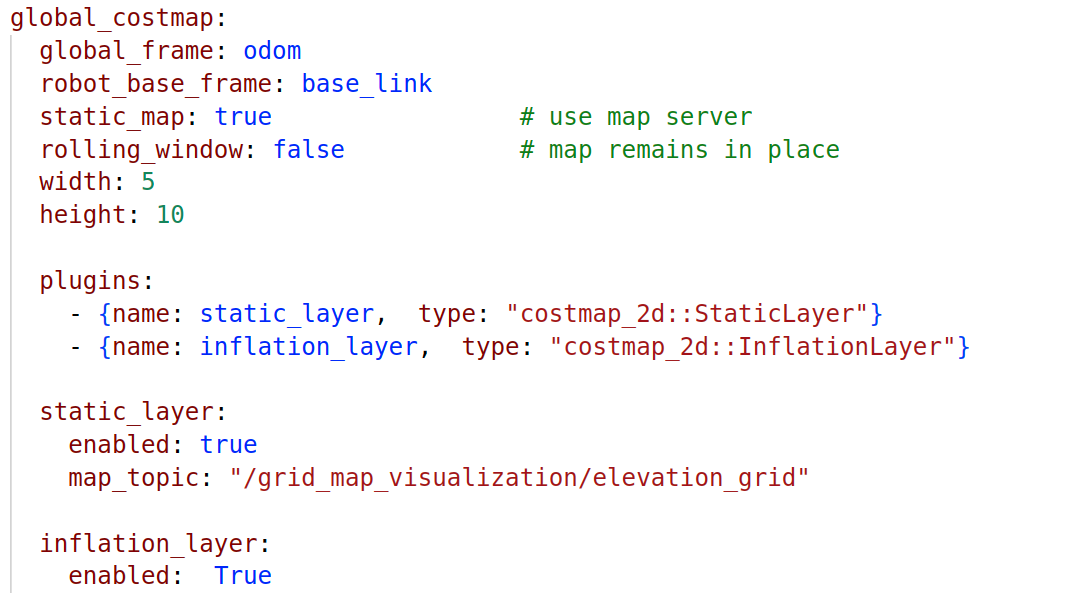 global_costmap:
  global_frame: odom
  robot_base_frame: base_link
  static_map: true                 # use map server
  rolling_window: false            # map remains in place
  width: 5
  height: 10

  plugins:
    - {name: static_layer,  type: "costmap_2d::StaticLayer"}
    - {name: inflation_layer,  type: "costmap_2d::InflationLayer"}

  static_layer:
    enabled: true
    map_topic: "/grid_map_visualization/elevation_grid"

  inflation_layer:
    enabled:  True